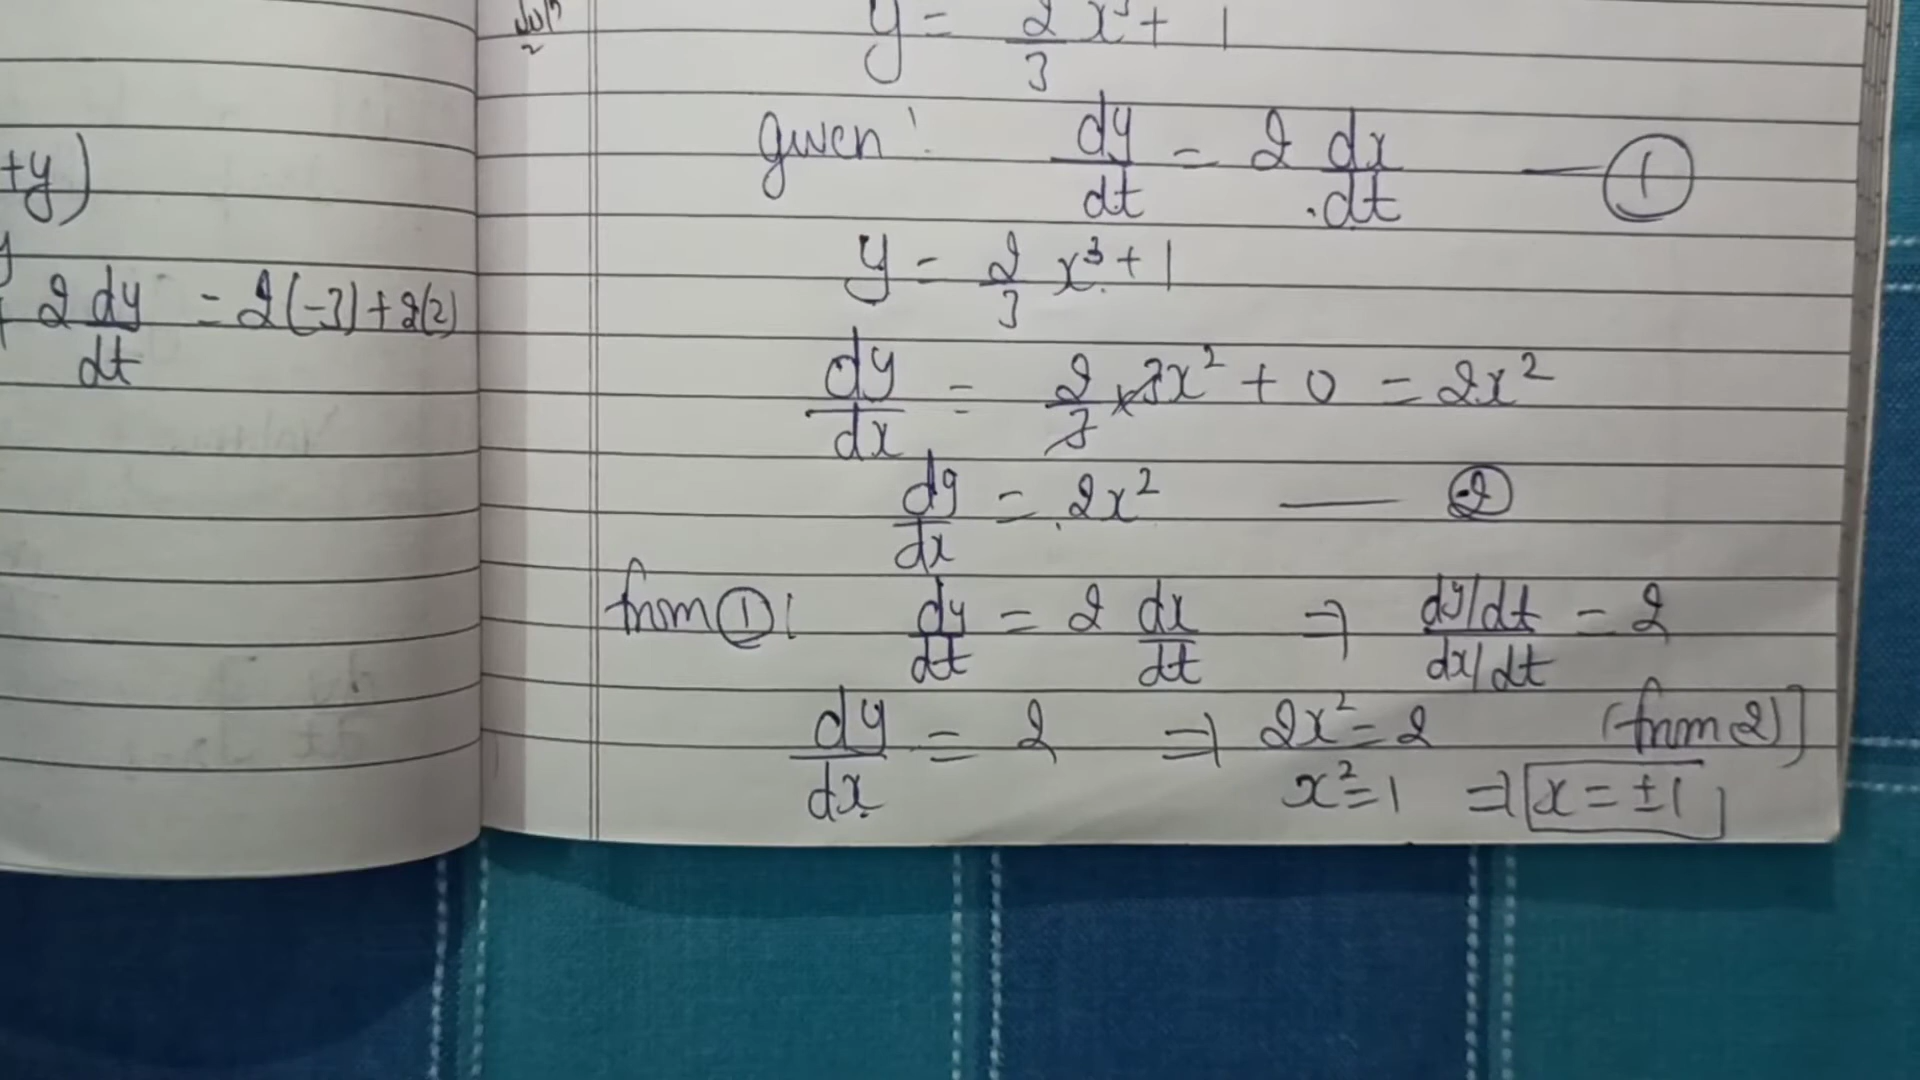 +y)
2 dy/dt = 2(-3)+2(2)
y = 2/3 x³ + 1
given: dy/dt = 2 dx/dt — ①
y = 2/3 x³ + 1
dy/dx = 2/3 × 3x² + 0 = 2x²
dy/dx = 2x² — ②
from ①: dy/dt = 2 dx/dt ⇒ dy/dt / dx/dt = 2
dy/dx = 2 ⇒ 2x² = 2 (from 2)]
x² = 1 ⇒ x = ±1